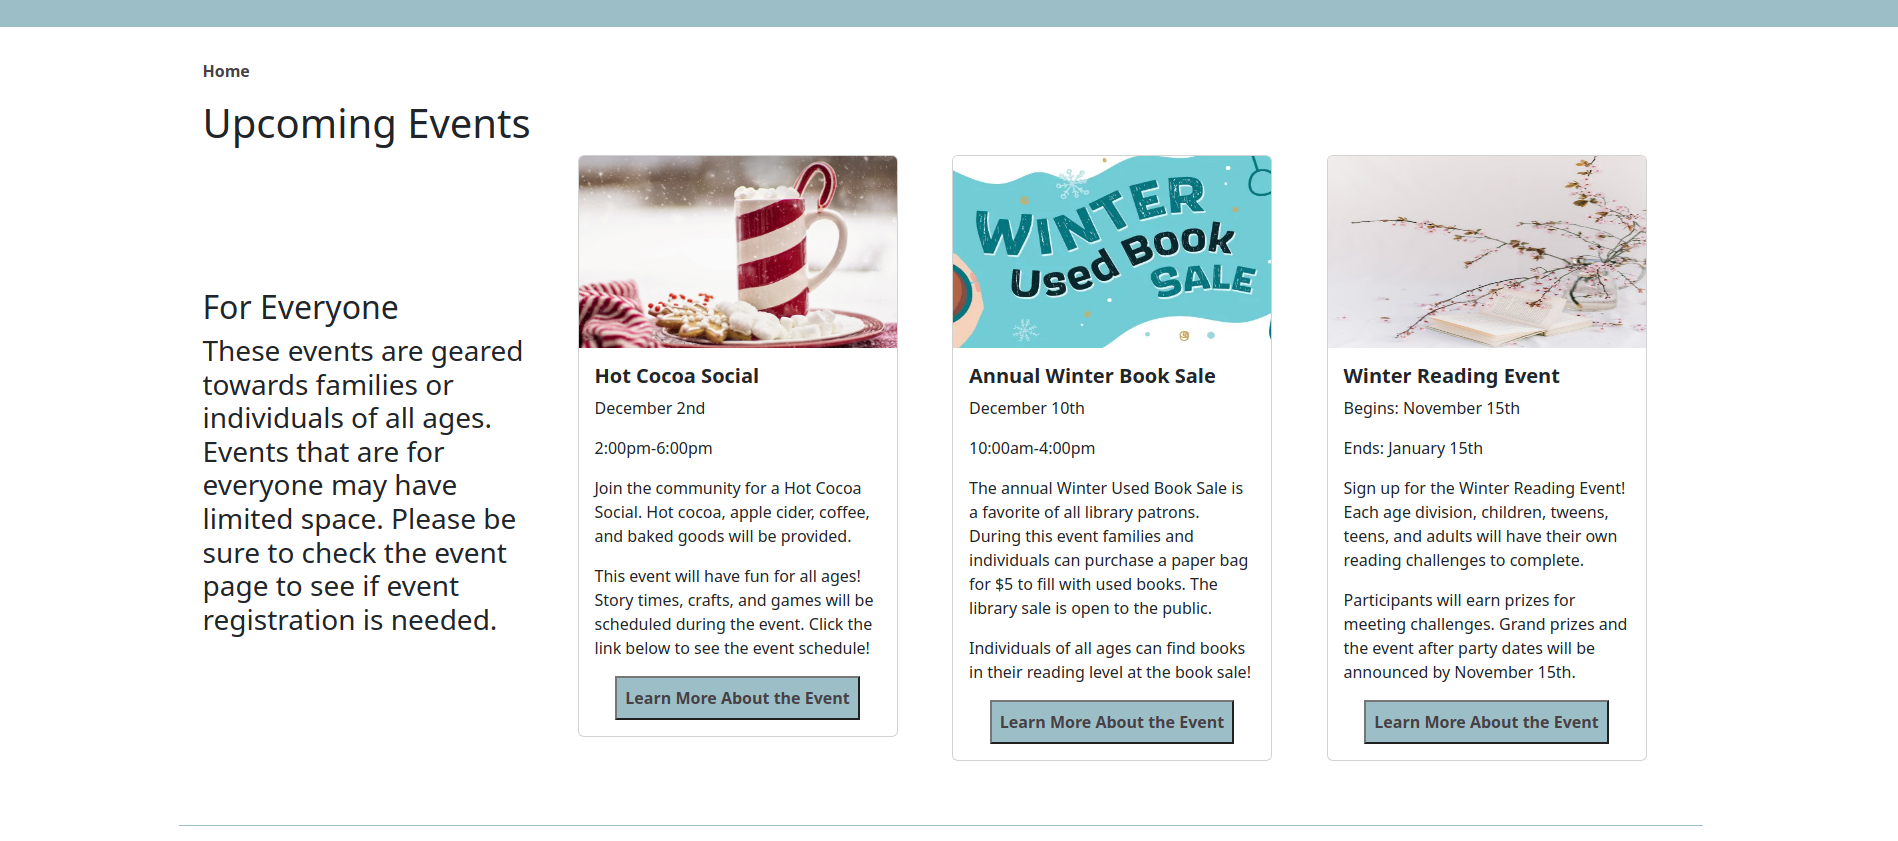 Home
Upcoming Events
For Everyone
These events are geared
towards families or
individuals of all ages.
Events that are for
everyone may have
limited space. Please be
sure to check the event
page to see if event
registration is needed.
Hot Cocoa Social
December 2nd
2:00pm-6:00pm
Join the community for a Hot Cocoa
Social. Hot cocoa, apple cider, coffee,
and baked goods will be provided.
This event will have fun for all ages!
Story times, crafts, and games will be
scheduled during the event. Click the
link below to see the event schedule!
Learn More About the Event
WINTER
Used Book
SALE
Annual Winter Book Sale
December 10th
10:00am-4:00pm
The annual Winter Used Book Sale is
a favorite of all library patrons.
During this event families and
individuals can purchase a paper bag
for $5 to fill with used books. The
library sale is open to the public.
Individuals of all ages can find books
in their reading level at the book sale!
Learn More About the Event
Winter Reading Event
Begins: November 15th
Ends: January 15th
Sign up for the Winter Reading Event!
Each age division, children, tweens,
teens, and adults will have their own
reading challenges to complete.
Participants will earn prizes for
meeting challenges. Grand prizes and
the event after party dates will be
announced by November 15th.
Learn More About the Event